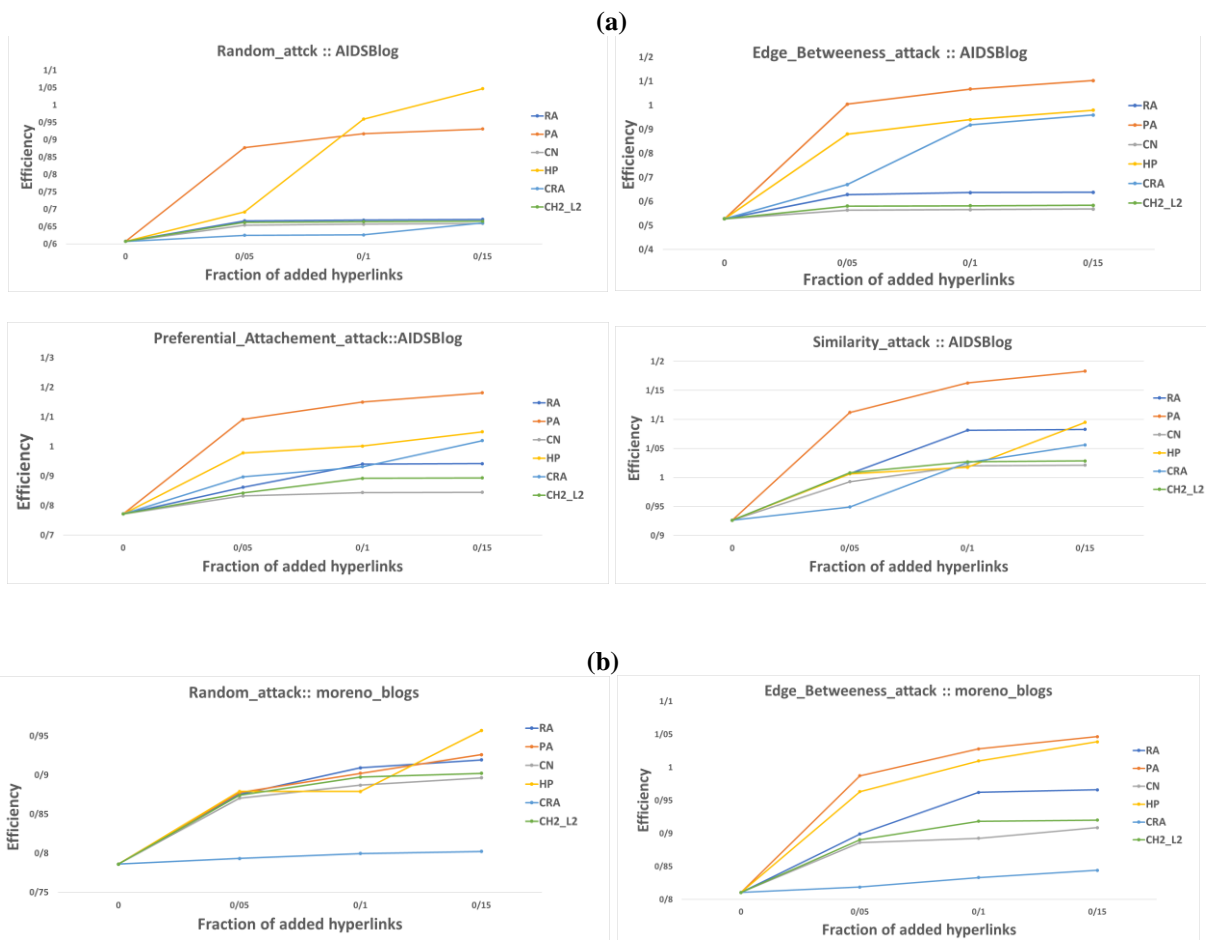 (a)
Random_attck :: AIDSBlog
1/1
1/05
1
0/95
0/9
0/85
0/8
0/75
0/7
0/65
0/6
Efficiency
0
0/05
0/1
0/15
Fraction of added hyperlinks
RA
PA
CN
HP
CRA
CH2_L2
Edge_Betweeness_attack :: AIDSBlog
1/2
1/1
1
0/9
0/8
0/7
0/6
0/5
0/4
Efficiency
0
0/05
0/1
0/15
Fraction of added hyperlinks
RA
PA
CN
HP
CRA
CH2_L2
Preferential_Attachement_attack::AIDSBlog
1/3
1/2
1/1
1
0/9
0/8
0/7
Efficiency
0
0/05
0/1
0/15
Fraction of added hyperlinks
RA
PA
CN
HP
CRA
CH2_L2
Similarity_attack :: AIDSBlog
1/2
1/15
1/1
1/05
1
0/95
0/9
Efficiency
0
0/05
0/1
0/15
Fraction of added hyperlinks
RA
PA
CN
HP
CRA
CH2_L2
(b)
Random_attack:: moreno_blogs
0/95
0/9
0/85
0/8
0/75
Efficiency
0
0/05
0/1
0/15
Fraction of added hyperlinks
RA
PA
CN
HP
CRA
CH2_L2
Edge_Betweeness_attack :: moreno_blogs
1/1
1/05
1
0/95
0/9
0/85
0/8
Efficiency
0
0/05
0/1
0/15
Fraction of added hyperlinks
RA
PA
CN
HP
CRA
CH2_L2